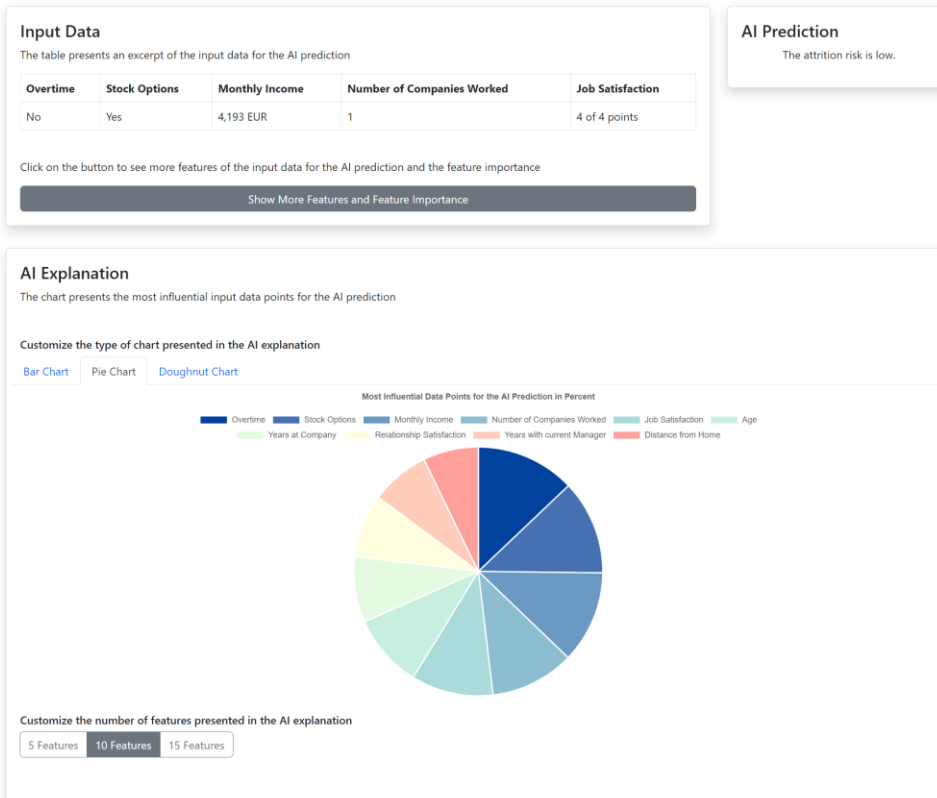 Input Data
The table presents an excerpt of the input data for the AI prediction
Overtime Stock Options Monthly Income Number of Companies Worked Job Satisfaction
No Yes 4,193 EUR 1 4 of 4 points
Click on the button to see more features of the input data for the AI prediction and the feature importance
Show More Features and Feature Importance
AI Prediction
The attrition risk is low.
AI Explanation
The chart presents the most influential input data points for the AI prediction
Customize the type of chart presented in the AI explanation
Bar Chart Pie Chart Doughnut Chart
Most Influential Data Points for the AI Prediction in Percent
Overtime Stock Options Monthly Income Number of Companies Worked Job Satisfaction Age
Years at Company Relationship Satisfaction Years with current Manager Distance from Home
Customize the number of features presented in the AI explanation
5 Features 10 Features 15 Features